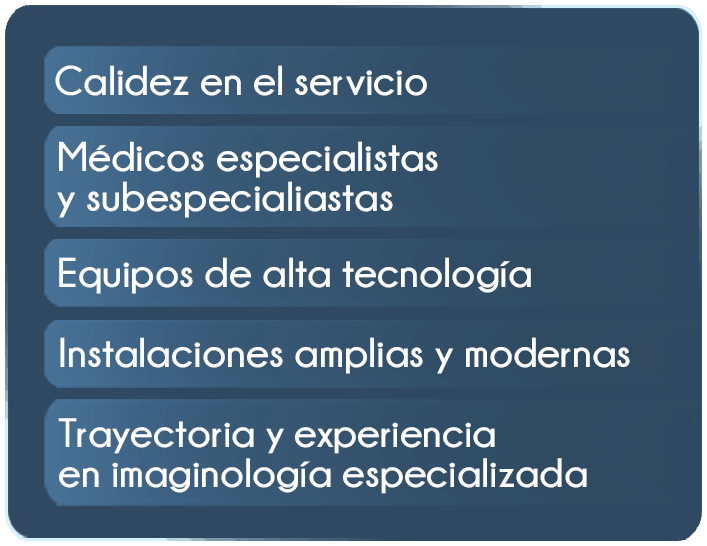 Calidez en el servicio
Médicos especialistas
y subespecialiastas
Equipos de alta tecnología
Instalaciones amplias y modernas
Trayectoria y experiencia
en imaginología especializada